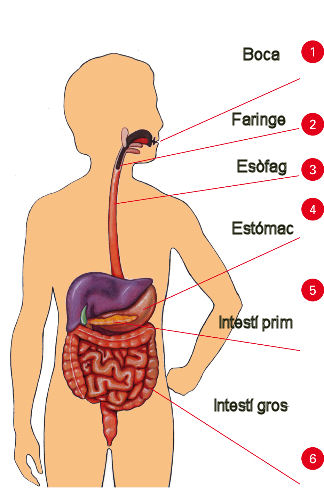 Boca 1
Faringe 2
Esòfag 3
Estómac 4
Intestí prim 5
Intestí gros 6